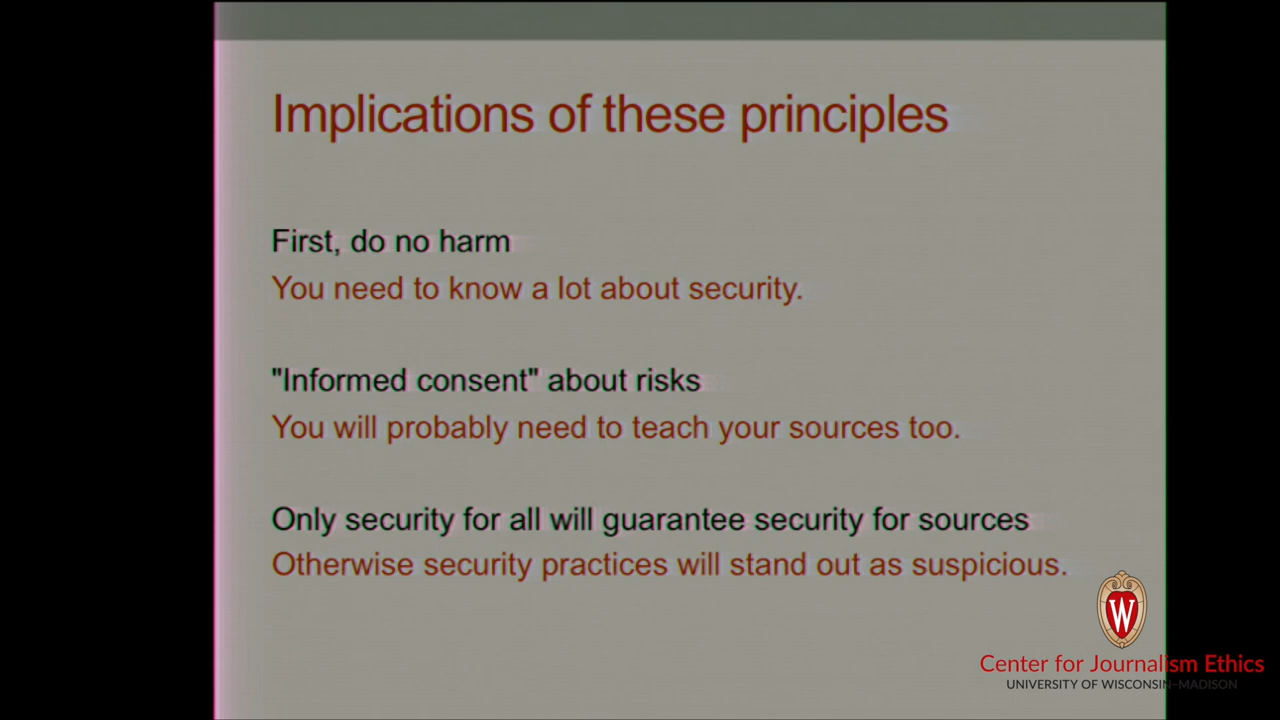 Implications of these principles
First, do no harm
You need to know a lot about security.
"Informed consent" about risks
You will probably need to teach your sources too.
Only security for all will guarantee security for sources
Otherwise security practices will stand out as suspicious.
W
Center for Journalism Ethics
UNIVERSITY OF WISCONSIN–MADISON